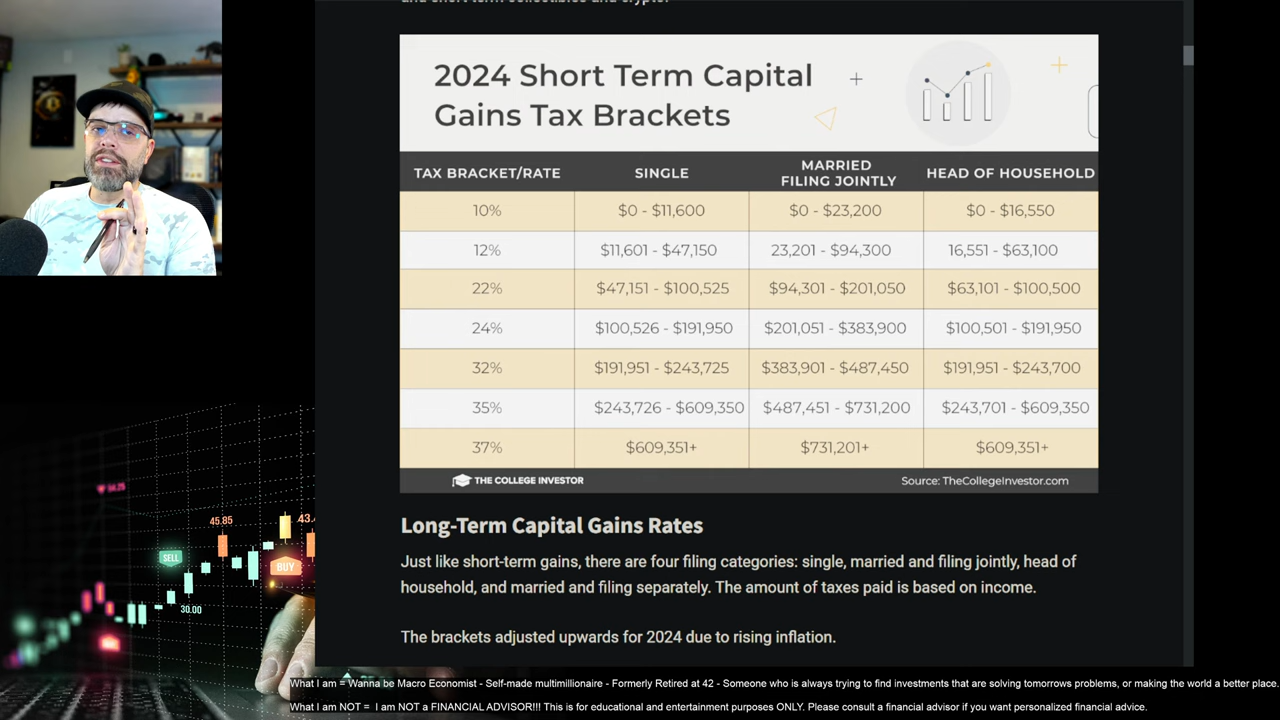 2024 Short Term Capital
Gains Tax Brackets
TAX BRACKET/RATE SINGLE MARRIED FILING JOINTLY HEAD OF HOUSEHOLD
10% $0 - $11,600 $0 - $23,200 $0 - $16,550
12% $11,601 - $47,150 23,201 - $94,300 16,551 - $63,100
22% $47,151 - $100,525 $94,301 - $201,050 $63,101 - $100,500
24% $100,526 - $191,950 $201,051 - $383,900 $100,501 - $191,950
32% $191,951 - $243,725 $383,901 - $487,450 $191,951 - $243,700
35% $243,726 - $609,350 $487,451 - $731,200 $243,701 - $609,350
37% $609,351+ $731,201+ $609,351+
THE COLLEGE INVESTOR Source: TheCollegeInvestor.com
Long-Term Capital Gains Rates
Just like short-term gains, there are four filing categories: single, married and filing jointly, head of
household, and married and filing separately. The amount of taxes paid is based on income.
The brackets adjusted upwards for 2024 due to rising inflation.
45.85
43.
SELL
BUY
30.00
What I am = Wanna be Macro Economist - Self-made multimillionaire - Formerly Retired at 42 - Someone who is always trying to find investments that are solving tomorrows problems, or making the world a better place.
What I am NOT = I am NOT a FINANCIAL ADVISOR!!! This is for educational and entertainment purposes ONLY. Please consult a financial advisor if you want personalized financial advice.